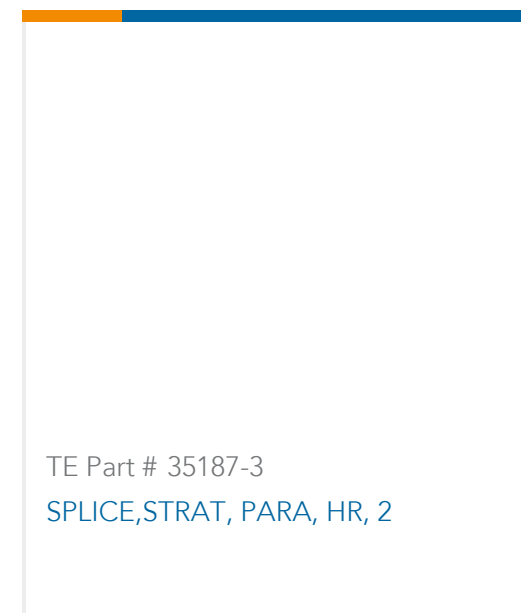 TE Part # 35187-3
SPLICE,STRAT, PARA, HR, 2